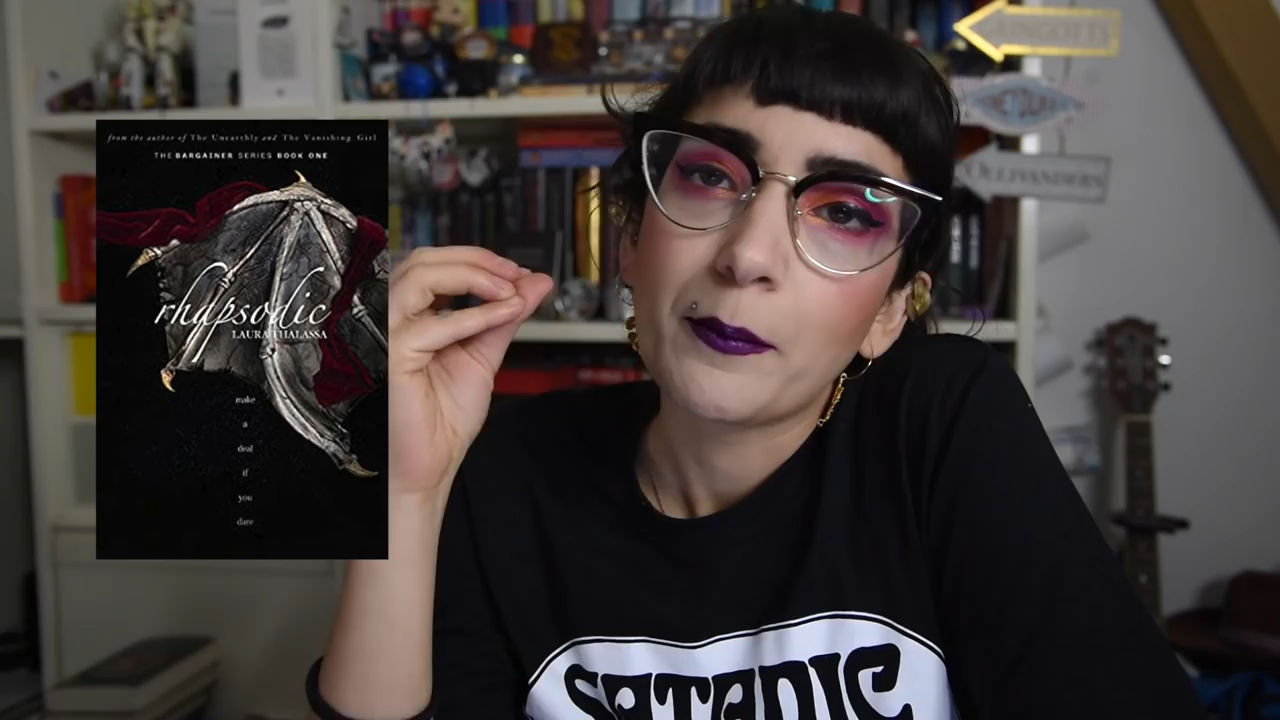 from the author of The Unearthly and The Vanishing Girl
THE BARGAINER SERIES BOOK ONE
rhapsodic
LAURA THALASSA
make
a
deal
if
you
dare
GRINGOTTS
OLLIVANDERS
SATANIC